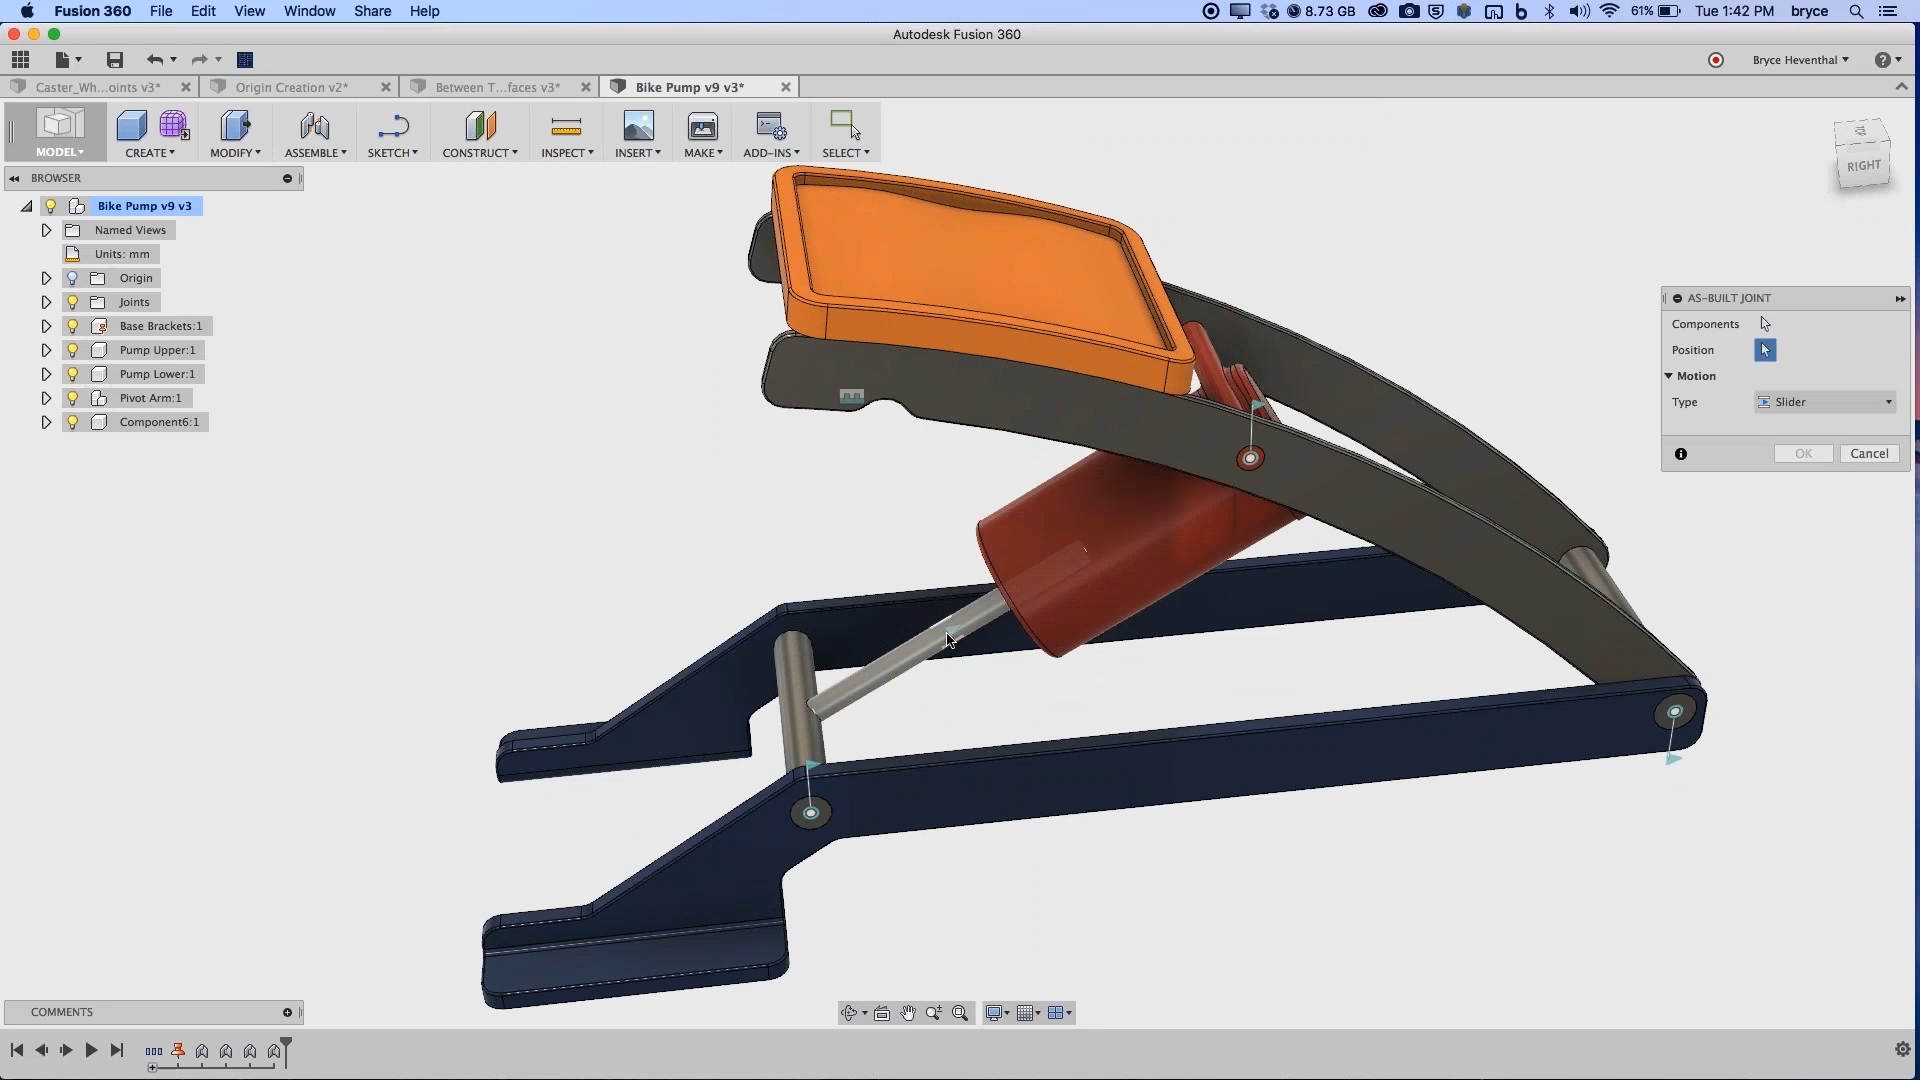 Fusion 360 File Edit View Window Share Help 8.73 GB 61% Tue 1:42 PM bryce
Autodesk Fusion 360
Bryce Heventhal
Caster_Wh...oints v3* Origin Creation v2* Between T...faces v3* Bike Pump v9 v3*
MODEL CREATE MODIFY ASSEMBLE SKETCH CONSTRUCT INSPECT INSERT MAKE ADD-INS SELECT
RIGHT
BROWSER
Bike Pump v9 v3
Named Views
Units: mm
Origin
Joints
Base Brackets:1
Pump Upper:1
Pump Lower:1
Pivot Arm:1
Component6:1
AS-BUILT JOINT
Components
Position
Motion
Type Slider
OK Cancel
COMMENTS